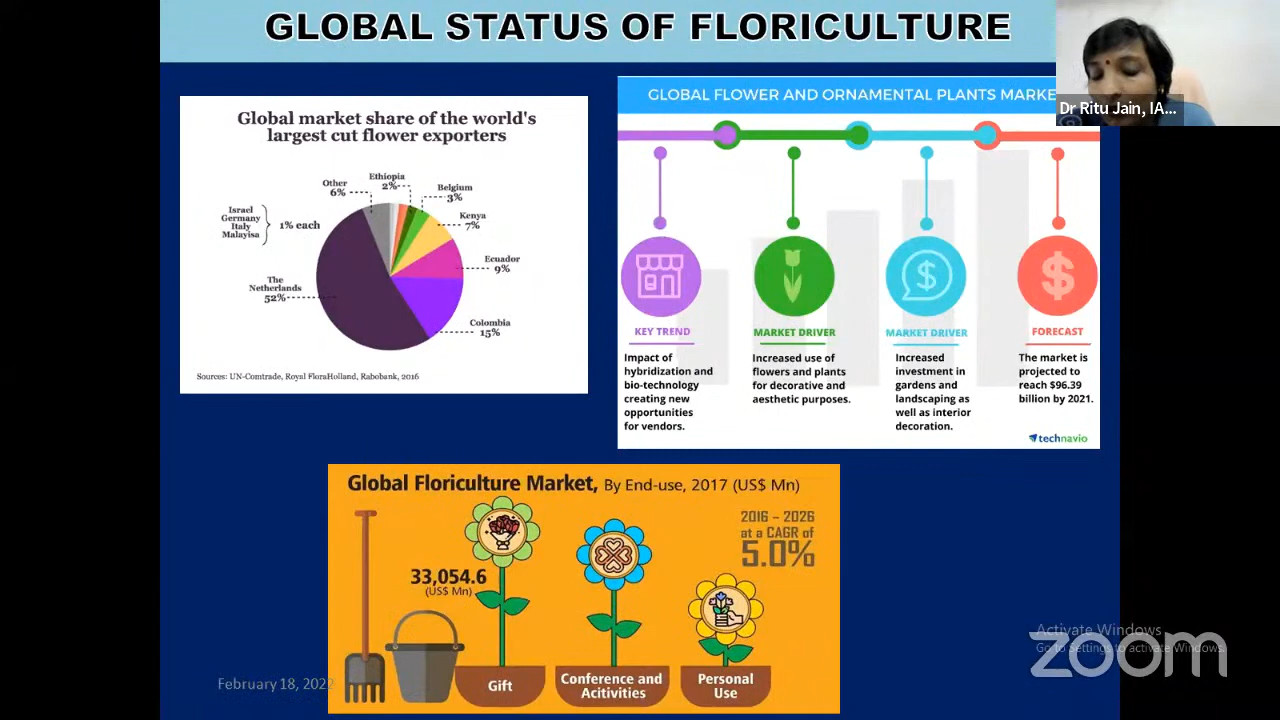 GLOBAL STATUS OF FLORICULTURE
Dr Ritu Jain, IA...
Global market share of the world's
largest cut flower exporters
Other
6%
Ethiopia
2%
Belgium
3%
Kenya
7%
Israel
Germany
Italy
Malayisa
1% each
Ecuador
9%
The
Netherlands
52%
Colombia
15%
Sources: UN-Comtrade, Royal FloraHolland, Rabobank, 2016
GLOBAL FLOWER AND ORNAMENTAL PLANTS MARKE
KEY TREND
Impact of
hybridization and
bio-technology
creating new
opportunities
for vendors.
MARKET DRIVER
Increased use of
flowers and plants
for decorative and
aesthetic purposes.
MARKET DRIVER
Increased
investment in
gardens and
landscaping as
well as interior
decoration.
FORECAST
The market is
projected to
reach $96.39
billion by 2021.
technavio
Global Floriculture Market, By End-use, 2017 (US$ Mn)
2016 – 2026
at a CAGR of
5.0%
33,054.6
(US$ Mn)
Gift
Conference and
Acitivities
Personal
Use
February 18, 2022
Activate Windows
Go to Settings to activate Windows.
zoom